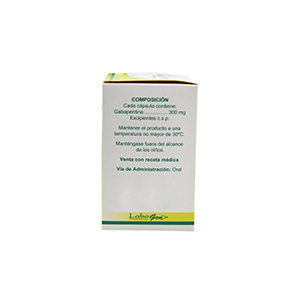 COMPOSICIÓN
Cada cápsula contiene:
Gabapentina .............. 300 mg
Excipientes c.s.p.
Mantener el producto a una
temperatura no mayor de 30ºC.
Manténgase fuera del alcance
de los niños.
Venta con receta médica
Vía de Administración: Oral
LaboGen